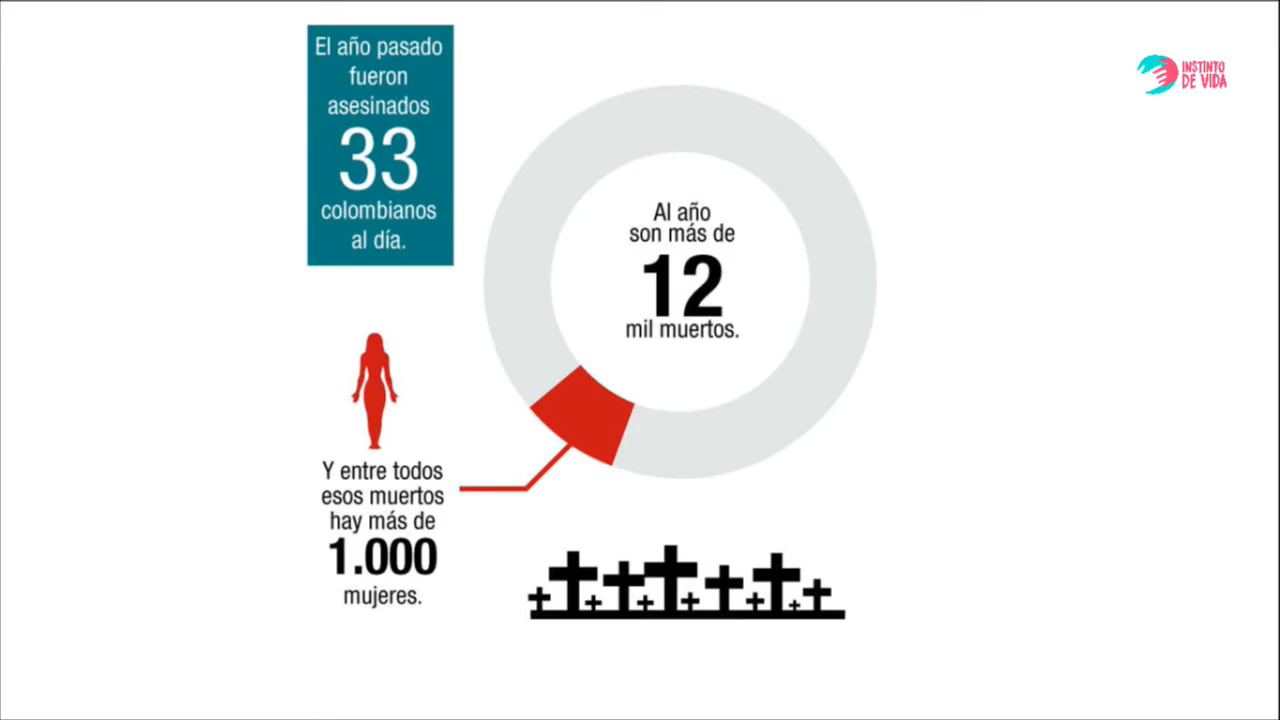 El año pasado
fueron
asesinados
33
colombianos
al día.
INSTINTO
DE VIDA
Al año
son más de
12
mil muertos.
Y entre todos
esos muertos
hay más de
1.000
mujeres.